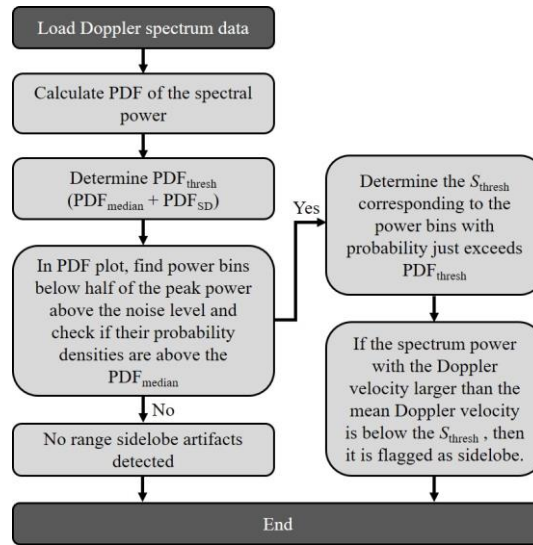 Load Doppler spectrum data
Calculate PDF of the spectral
power
Determine PDFthresh
(PDFmedian + PDFSD)
In PDF plot, find power bins
below half of the peak power
above the noise level and
check if their probability
densities are above the
PDFmedian
Yes
No
No range sidelobe artifacts
detected
Determine the Sthresh
corresponding to the
power bins with
probability just exceeds
PDFthresh
If the spectrum power
with the Doppler
velocity larger than the
mean Doppler velocity
is below the Sthresh , then
it is flagged as sidelobe.
End